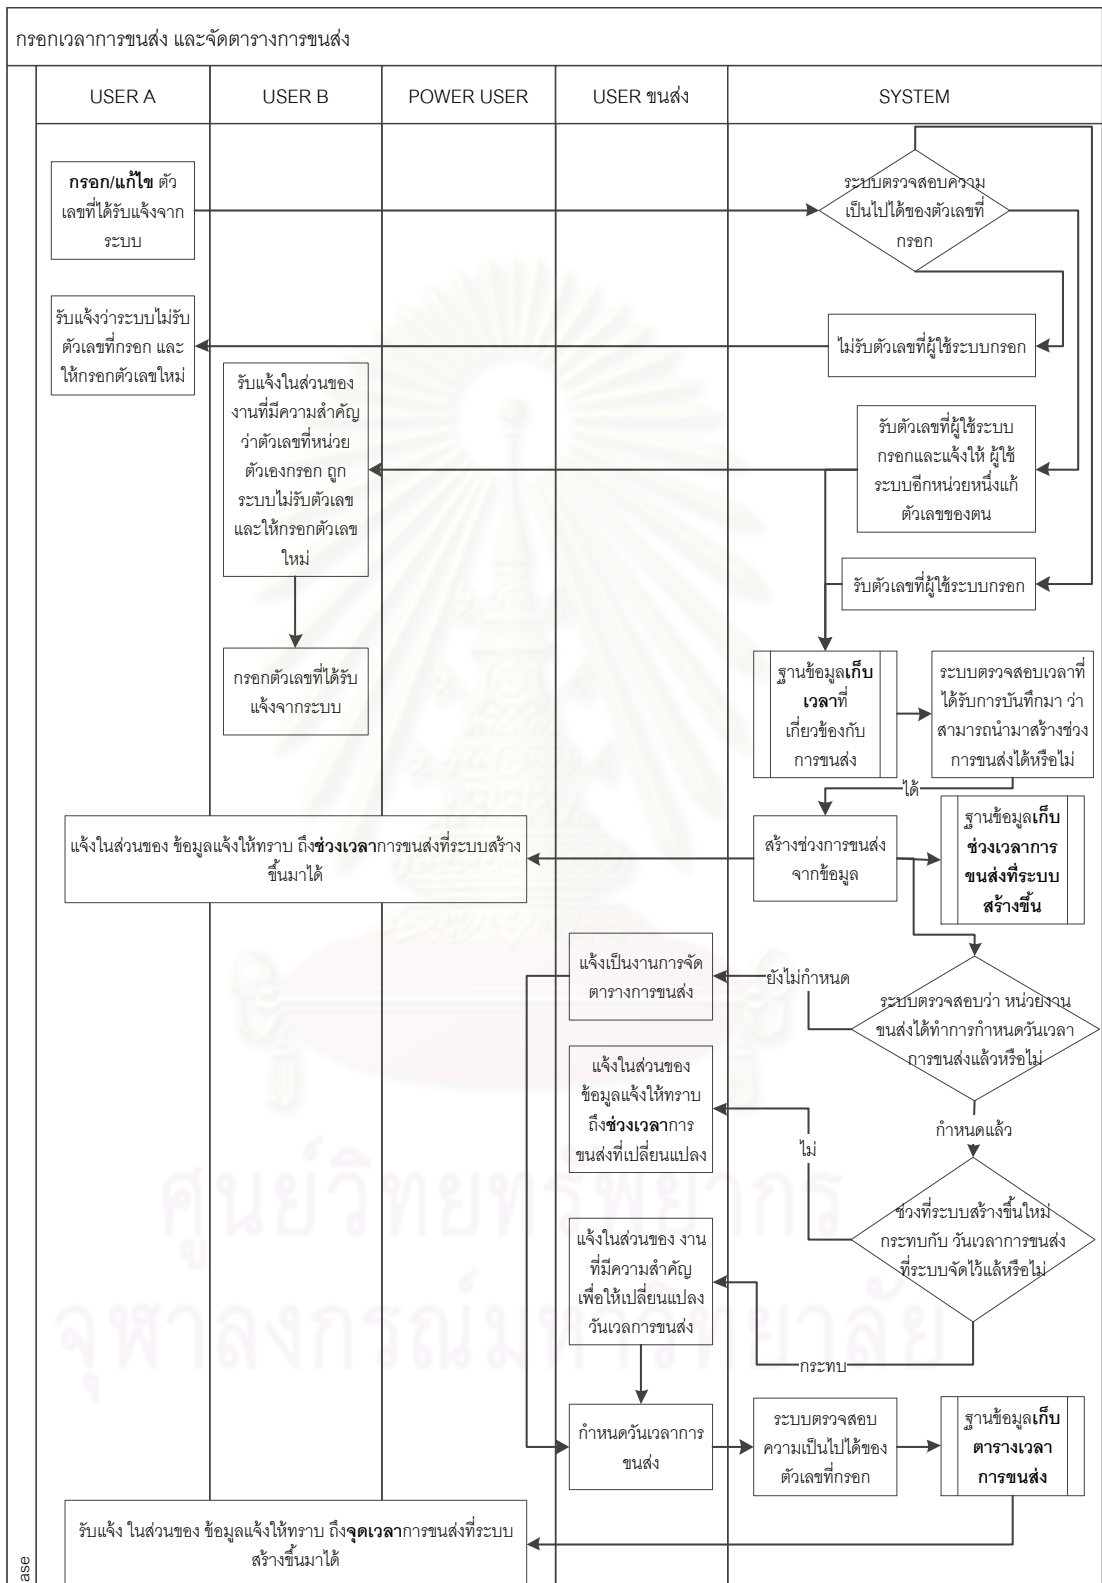 กรอกเวลาการขนส่ง และจัดตารางการขนส่ง
USER A
USER B
POWER USER
USER ขนส่ง
SYSTEM
กรอก/แก้ไข ตัว
เลขที่ได้รับแจ้งจาก
ระบบ
ระบบตรวจสอบความ
เป็นไปได้ของตัวเลขที่
กรอก
รับแจ้งว่าระบบไม่รับ
ตัวเลขที่กรอก และ
ให้กรอกตัวเลขใหม่
ไม่รับตัวเลขที่ผู้ใช้ระบบกรอก
รับแจ้งในส่วนของ
งานที่มีความสำคัญ
ว่าตัวเลขที่หน่วย
ตัวเองกรอก ถูก
ระบบไม่รับตัวเลข
และให้กรอกตัวเลข
ใหม่
รับตัวเลขที่ผู้ใช้ระบบ
กรอกและแจ้งให้ ผู้ใช้
ระบบอีกหน่วยหนึ่งแก้
ตัวเลขของตน
รับตัวเลขที่ผู้ใช้ระบบกรอก
กรอกตัวเลขที่ได้รับ
แจ้งจากระบบ
ฐานข้อมูลเก็บ
เวลาที่
เกี่ยวข้องกับ
การขนส่ง
ระบบตรวจสอบเวลาที่
ได้รับการบันทึกมา ว่า
สามารถนำมาสร้างช่วง
การขนส่งได้หรือไม่
ได้
แจ้งในส่วนของ ข้อมูลแจ้งให้ทราบ ถึงช่วงเวลาการขนส่งที่ระบบสร้าง
ขึ้นมาได้
สร้างช่วงการขนส่ง
จากข้อมูล
ฐานข้อมูลเก็บ
ช่วงเวลาการ
ขนส่งที่ระบบ
สร้างขึ้น
แจ้งเป็นงานการจัด
ตารางการขนส่ง
ยังไม่กำหนด
ระบบตรวจสอบว่า หน่วยงาน
ขนส่งได้ทำการกำหนดวันเวลา
การขนส่งแล้วหรือไม่
แจ้งในส่วนของ
ข้อมูลแจ้งให้ทราบ
ถึงช่วงเวลาการ
ขนส่งที่เปลี่ยนแปลง
กำหนดแล้ว
ไม่
ช่วงที่ระบบสร้างขึ้นใหม่
กระทบกับ วันเวลาการขนส่ง
ที่ระบบจัดไว้แล้หรือไม่
แจ้งในส่วนของ งาน
ที่มีความสำคัญ
เพื่อให้เปลี่ยนแปลง
วันเวลการขนส่ง
กระทบ
กำหนดวันเวลาการ
ขนส่ง
ระบบตรวจสอบ
ความเป็นไปได้ของ
ตัวเลขที่กรอก
ฐานข้อมูลเก็บ
ตารางเวลา
การขนส่ง
รับแจ้ง ในส่วนของ ข้อมูลแจ้งให้ทราบ ถึงจุดเวลาการขนส่งที่ระบบ
สร้างขึ้นมาได้
ase
ศูนย์วิทยทรัพยากร
จุฬาลงกรณ์มหาวิทยาลัย